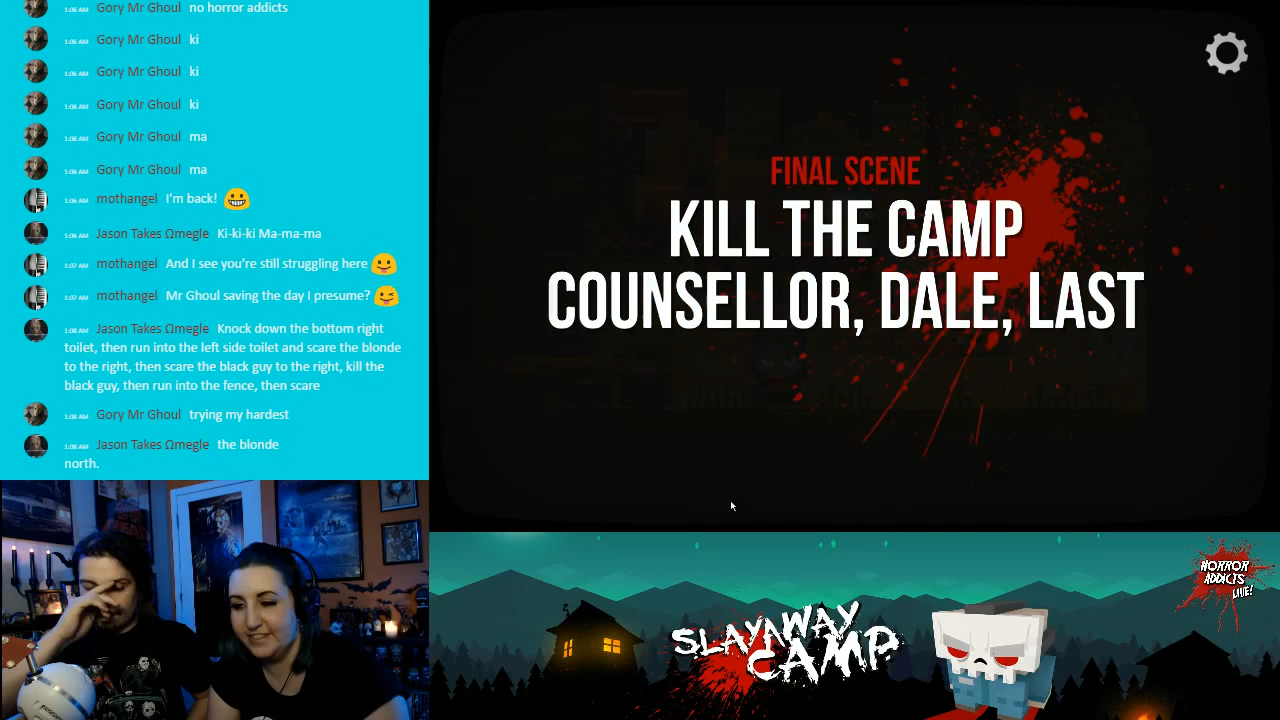 Gory Mr Ghoul no horror addicts
1:06 AM Gory Mr Ghoul ki
1:06 AM Gory Mr Ghoul ki
1:06 AM Gory Mr Ghoul ki
1:06 AM Gory Mr Ghoul ma
1:06 AM Gory Mr Ghoul ma
1:06 AM mothangel I'm back!
1:06 AM Jason Takes Ωmegle Ki-ki-ki Ma-ma-ma
1:07 AM mothangel And I see you're still struggling here
1:07 AM mothangel Mr Ghoul saving the day I presume?
1:08 AM Jason Takes Ωmegle Knock down the bottom right
toilet, then run into the left side toilet and scare the blonde
to the right, then scare the black guy to the right, kill the
black guy, then run into the fence, then scare
1:08 AM Gory Mr Ghoul trying my hardest
1:08 AM Jason Takes Ωmegle the blonde
north.
FINAL SCENE
KILL THE CAMP
COUNSELLOR, DALE, LAST
SLAYAWAY
CAMP
HORROR
ADDICTS
LIVE!